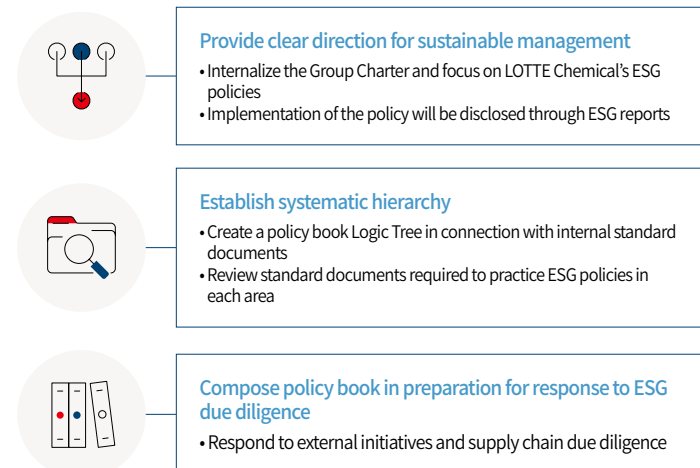 Provide clear direction for sustainable management
• Internalize the Group Charter and focus on LOTTE Chemical's ESG
policies
• Implementation of the policy will be disclosed through ESG reports
Establish systematic hierarchy
• Create a policy book Logic Tree in connection with internal standard
documents
• Review standard documents required to practice ESG policies in
each area
Compose policy book in preparation for response to ESG
due diligence
• Respond to external initiatives and supply chain due diligence